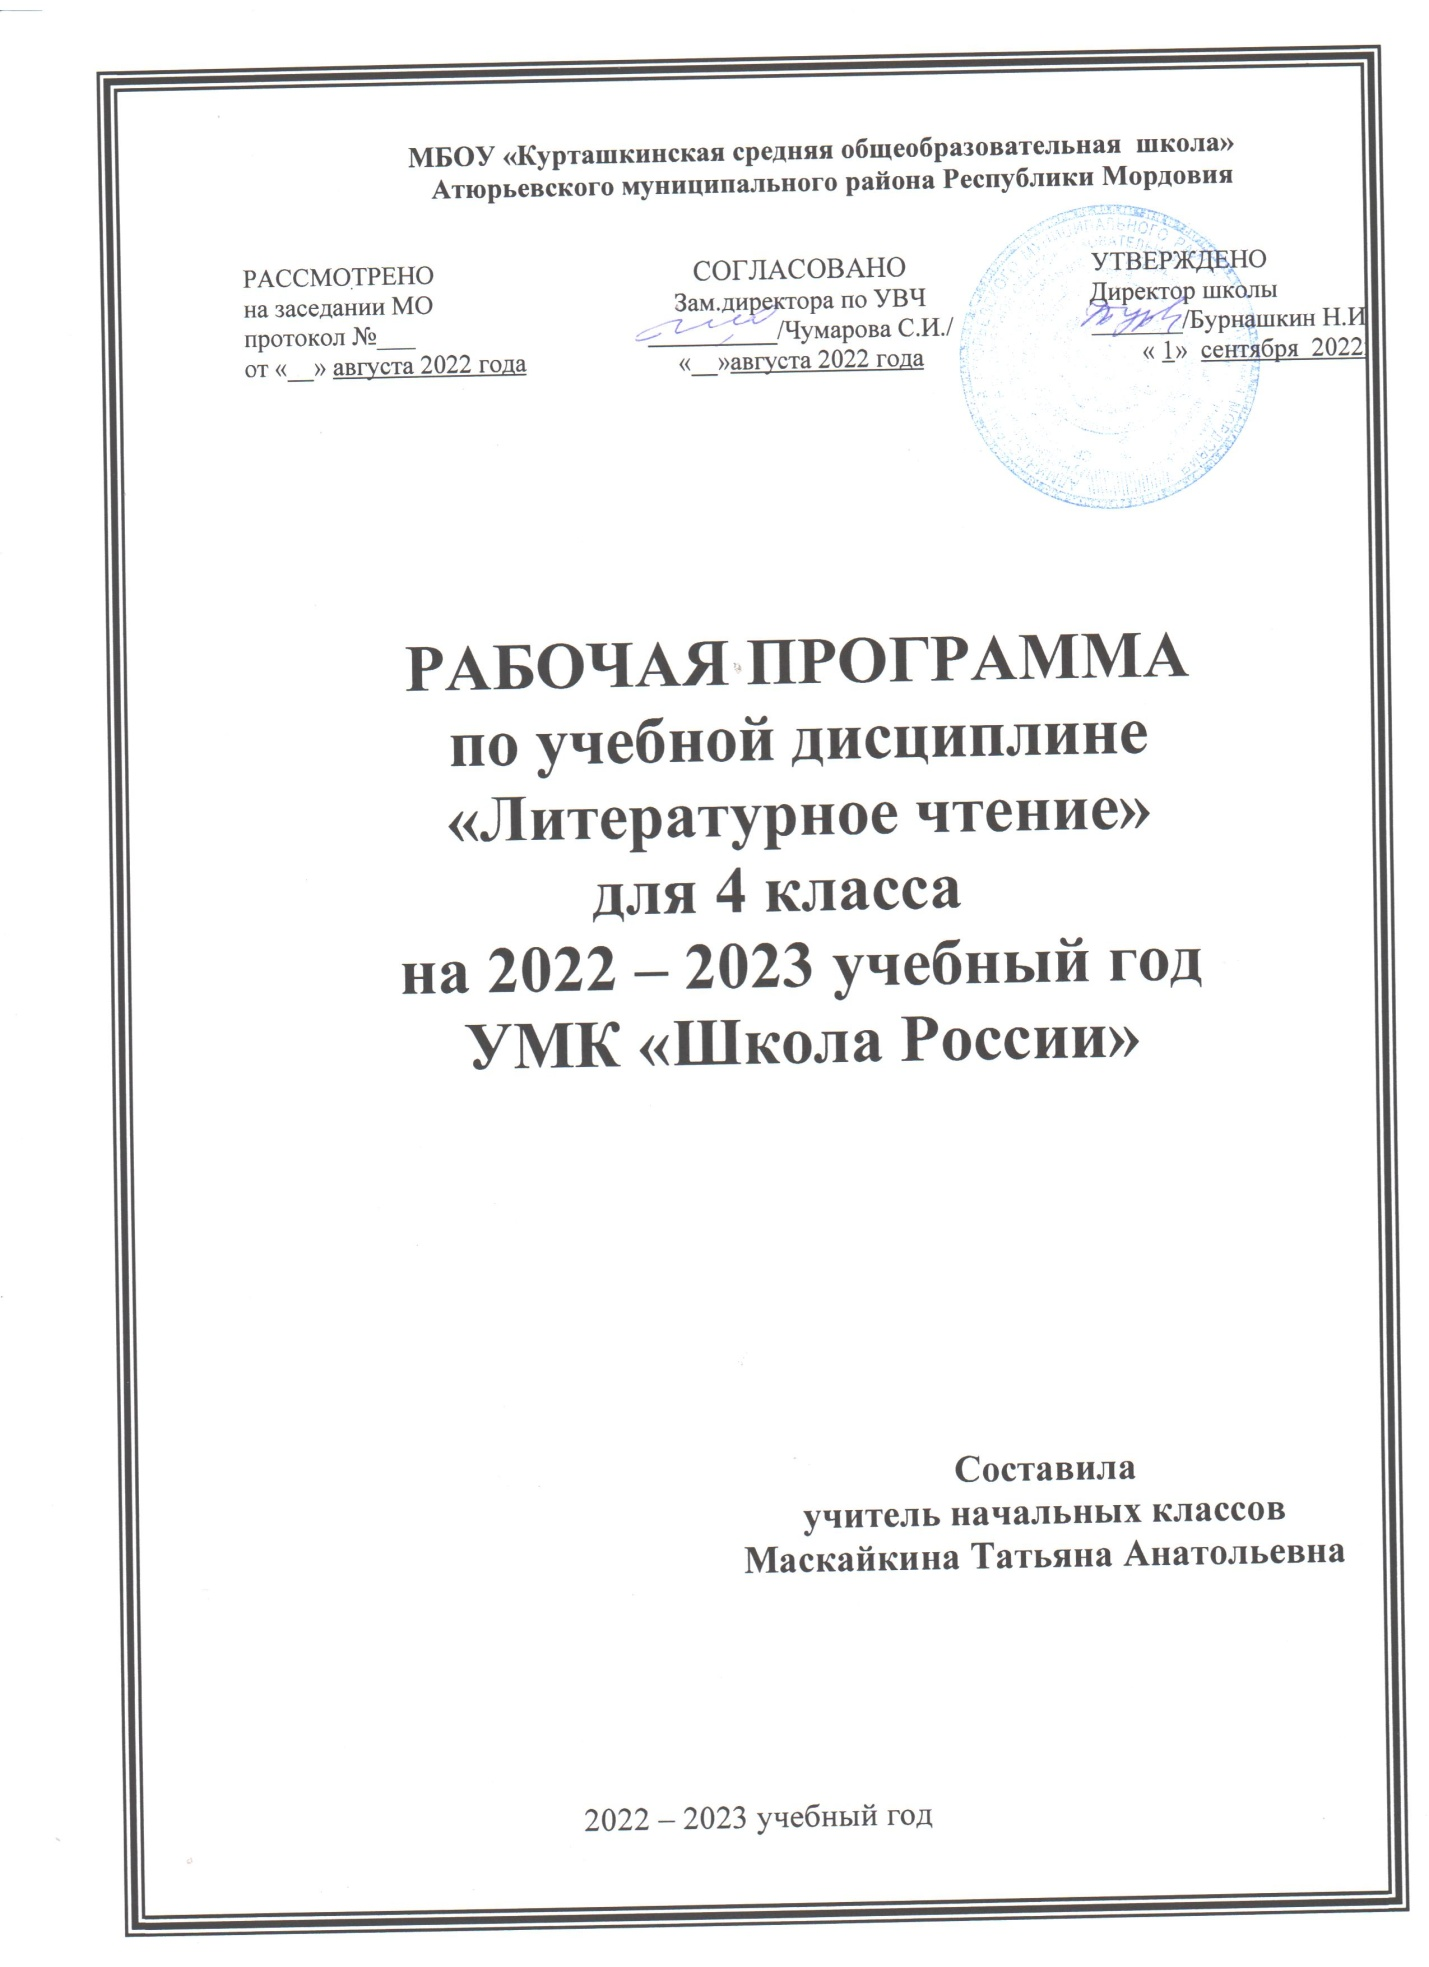 МБОУ «Курташкинская средняя общеобразовательная школа»
Атюрьевского муниципального района Республики Мордовия
РАССМОТРЕНО
на заседании МО
протокол №___
от «__» августа 2022 года
СОГЛАСОВАНО
Зам.директора по УВЧ
__________/Чумарова С.И./
«__»августа 2022 года
УТВЕРЖДЕНО
Директор школы
_______/Бурнашкин Н.И
« 1» сентября 2022
РАБОЧАЯ ПРОГРАММА
по учебной дисциплине
«Литературное чтение»
для 4 класса
на 2022 – 2023 учебный год
УМК «Школа России»
Составила
учитель начальных классов
Маскайкина Татьяна Анатольевна
2022 – 2023 учебный год